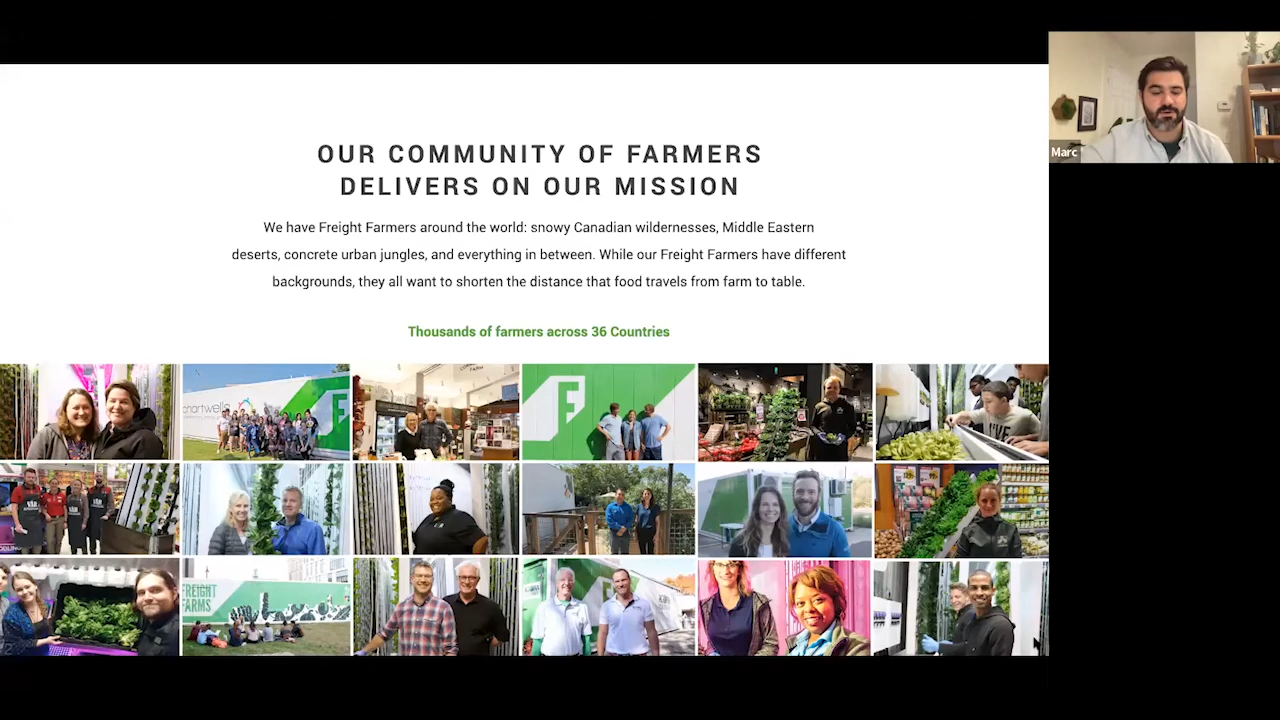 OUR COMMUNITY OF FARMERS
DELIVERS ON OUR MISSION
We have Freight Farmers around the world: snowy Canadian wildernesses, Middle Eastern
deserts, concrete urban jungles, and everything in between. While our Freight Farmers have different
backgrounds, they all want to shorten the distance that food travels from farm to table.
Thousands of farmers across 36 Countries
Marc
chartwells
F
F
FREIGHT
FARMS